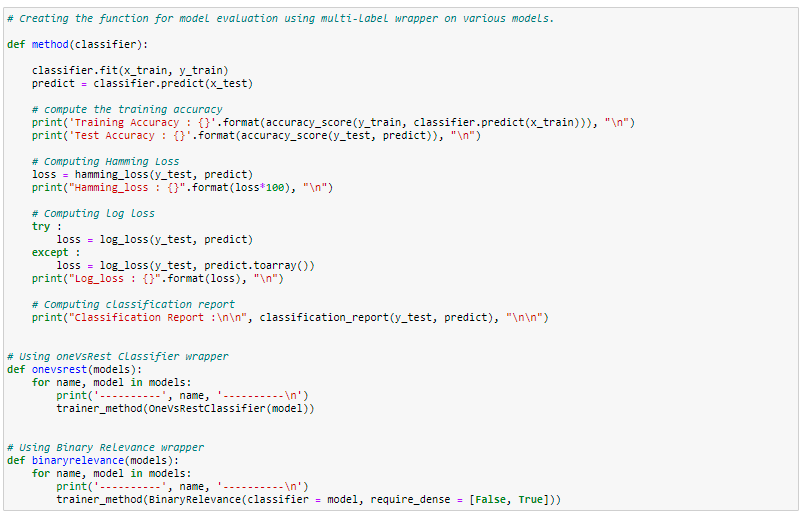 # Creating the function for model evaluation using multi-label wrapper on various models.
def method(classifier):
    classifier.fit(x_train, y_train)
    predict = classifier.predict(x_test)
    # compute the training accuracy
    print('Training Accuracy : {}'.format(accuracy_score(y_train, classifier.predict(x_train))), "\n")
    print('Test Accuracy : {}'.format(accuracy_score(y_test, predict)), "\n")
    # Computing Hamming Loss
    loss = hamming_loss(y_test, predict)
    print("Hamming_loss : {}".format(loss*100), "\n")
    # Computing Log Loss
    try :
        loss = log_loss(y_test, predict)
    except :
        loss = log_loss(y_test, predict.toarray())
    print("Log_loss : {}".format(loss), "\n")
    # Computing classification report
    print("Classification Report :\n\n", classification_report(y_test, predict), "\n\n")
# Using oneVsRest Classifier wrapper
def onevsrest(models):
    for name, model in models:
        print('----------', name, '----------\n')
        trainer_method(OneVsRestClassifier(model))
# Using Binary Relevance wrapper
def binaryrelevance(models):
    for name, model in models:
        print('----------', name, '----------\n')
        trainer_method(BinaryRelevance(classifier = model, require_dense = [False, True]))